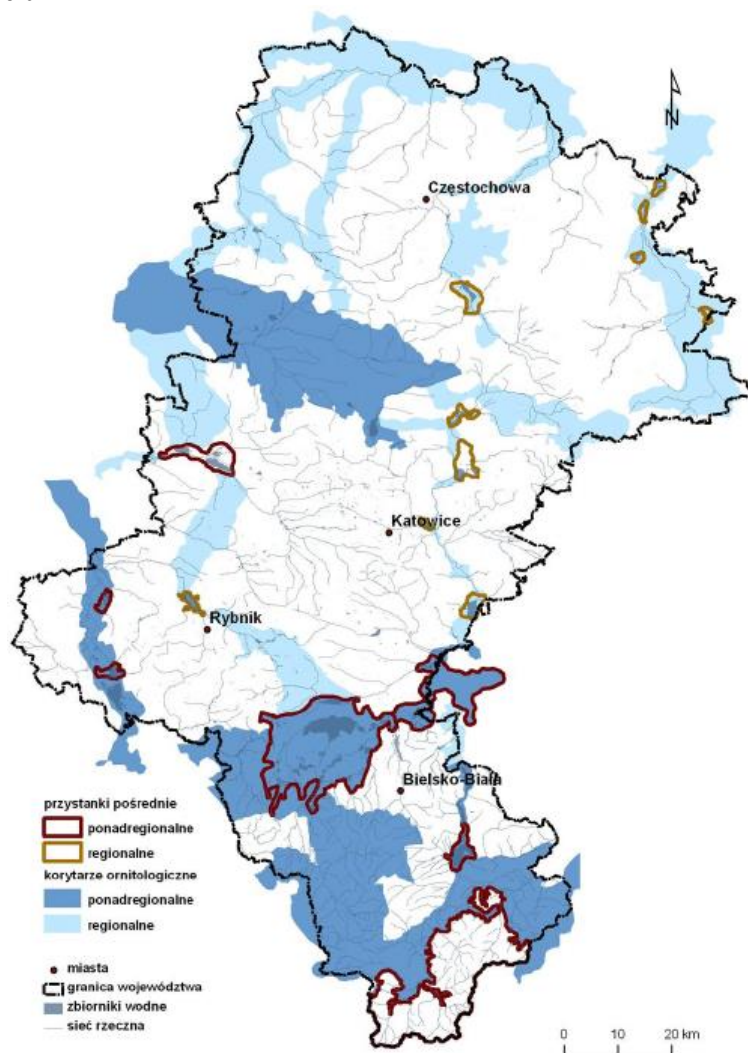 N
Częstochowa
Katowice
Rybnik
Bielsko-Biała
przystanki pośrednie
ponadregionalne
regionalne
korytarze ornitologiczne
ponadregionalne
regionalne
miasta
granica województwa
zbiorniki wodne
sieć rzeczna
0 10 20 km